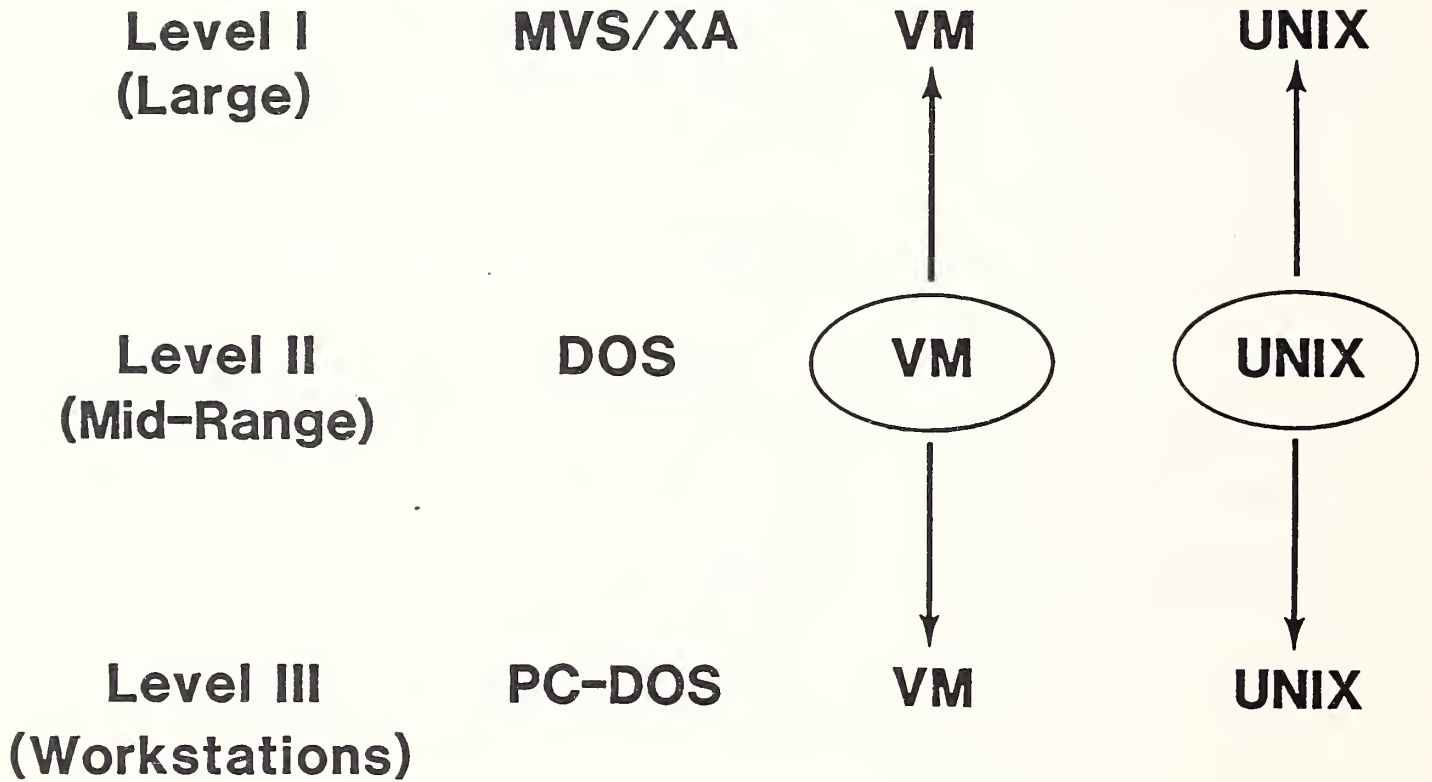 Level I MVS/XA VM UNIX
(Large)
Level II DOS VM UNIX
(Mid-Range)
Level III PC-DOS VM UNIX
(Workstations)